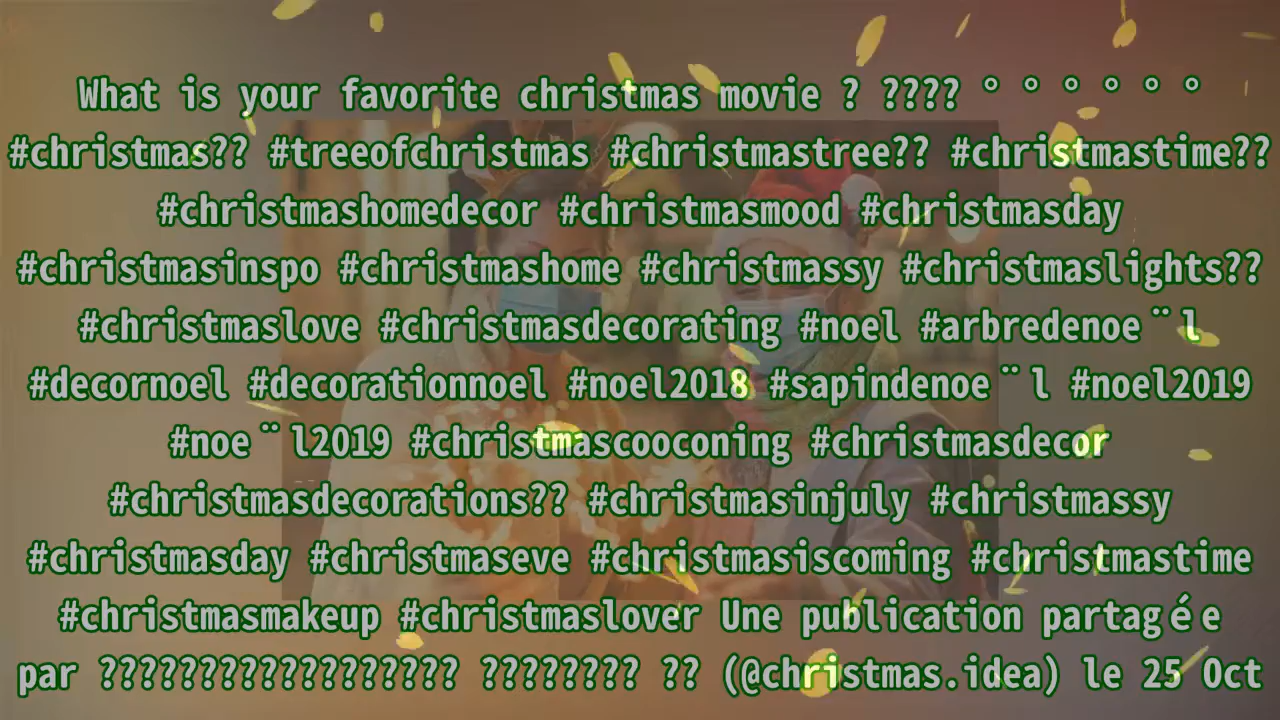 What is your favorite christmas movie ? ???? ° ° ° ° ° °
#christmas?? #treeofchristmas #christmastree?? #christmastime??
#christmashomedecor #christmasmood #christmasday
#christmasinspo #christmashome #christmassy #christmaslights??
#christmaslove #christmasdecorating #noel #arbredenoe¨l
#decornoel #decorationnoel #noel2018 #sapindenoe¨l #noel2019
#noe¨l2019 #christmascooconing #christmasdecor
#christmasdecorations?? #christmasinjuly #christmassy
#christmasday #christmaseve #christmasiscoming #christmastime
#christmasmakeup #christmaslover Une publication partagée
par ?????????????????? ???????? ?? (@christmas.idea) le 25 Oct